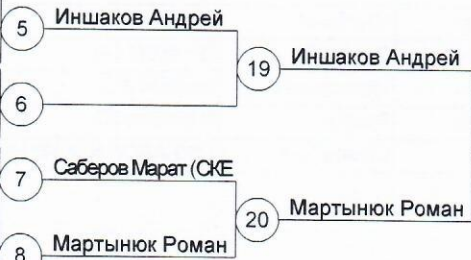 5 Иншаков Андрей
19 Иншаков Андрей
6
7 Саберов Марат (СКЕ
20 Мартынюк Роман
8 Мартынюк Роман